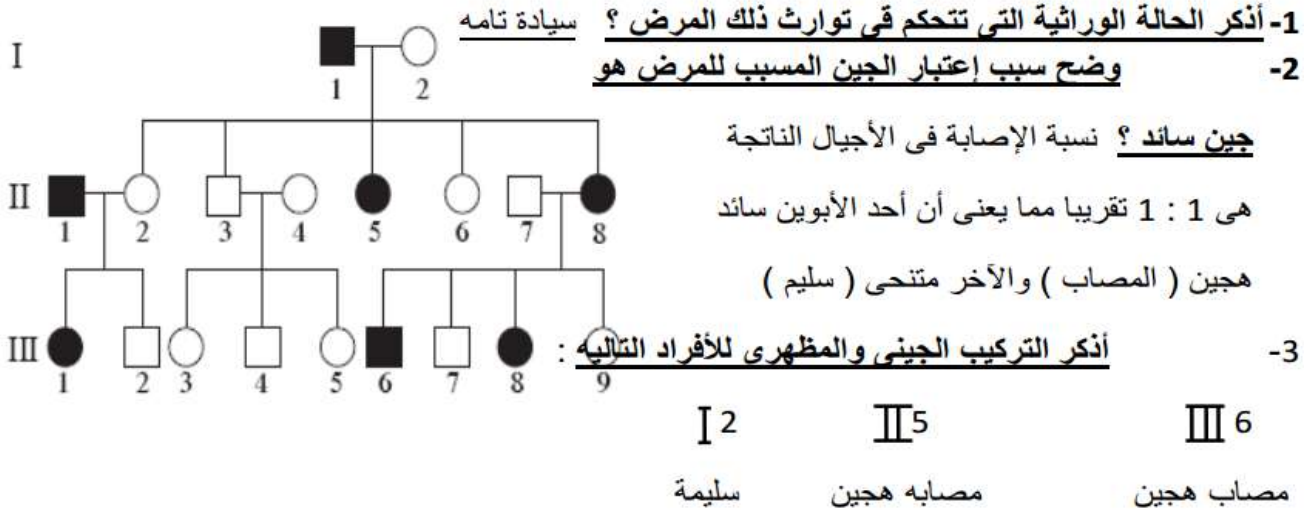 1- أذكر الحالة الوراثية التى تتحكم قى توارث ذلك المرض ؟ سيادة تامه
2- وضح سبب إعتبار الجين المسبب للمرض هو
جين سائد ؟ نسبة الإصابة فى الأجيال الناتجة
هى 1 : 1 تقريبا مما يعنى أن أحد الأبوين سائد
هجين ( المصاب ) والآخر متنحى ( سليم )
3- أذكر التركيب الجينى والمظهرى للأفراد التاليه :
III 6 II5 I 2
مصاب هجين مصابه هجين سليمة
I
1 2
II
1 2 3 4 5 6 7 8
III
1 2 3 4 5 6 7 8 9